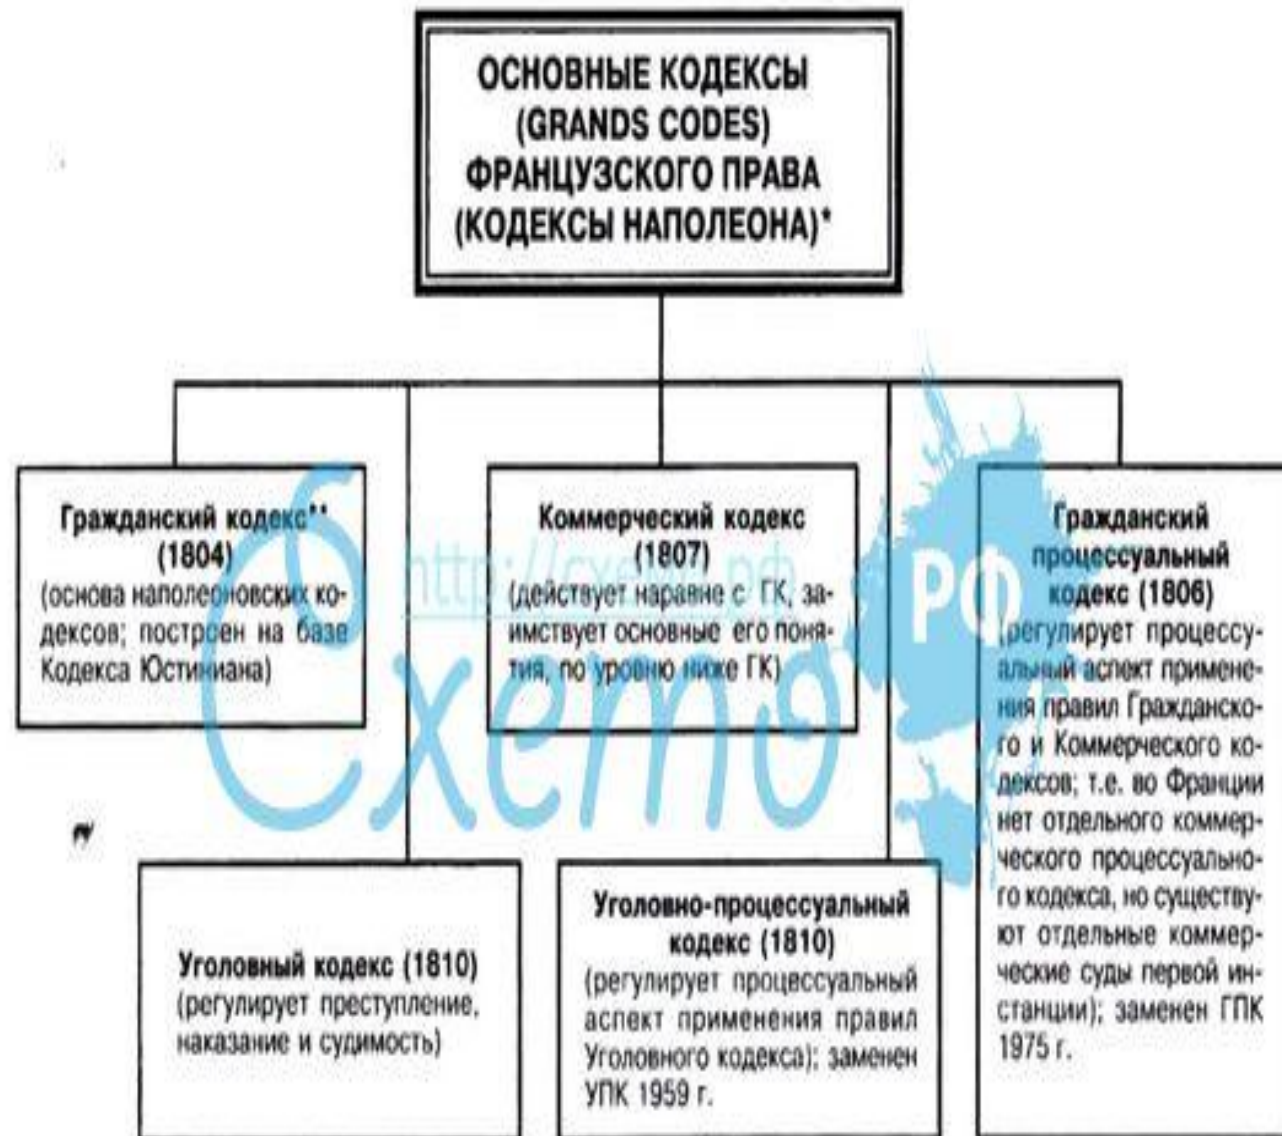 ОСНОВНЫЕ КОДЕКСЫ
(GRANDS CODES)
ФРАНЦУЗСКОГО ПРАВА
(КОДЕКСЫ НАПОЛЕОНА)*
Гражданский кодекс**
(1804)
(основа наполеоновских ко-
дексов; построен на базе
Кодекса Юстиниана)
Коммерческий кодекс
(1807)
(действует наравне с ГК, за-
имствует основные его поня-
тия, по уровню ниже ГК)
Гражданский
процессуальный
кодекс (1806)
(регулирует процессу-
альный аспект примене-
ния правил Гражданско-
го и Коммерческого ко-
дексов; т.е. во Франции
нет отдельного коммер-
ческого процессуально-
го кодекса, но существу-
ют отдельные коммер-
ческие суды первой ин-
станции); заменен ГПК
1975 г.
Уголовный кодекс (1810)
(регулирует преступление,
наказание и судимость)
Уголовно-процессуальный
кодекс (1810)
(регулирует процессуальный
аспект применения правил
Уголовного кодекса); заменен
УПК 1959 г.
http://схемо.рф
Схемо
РФ